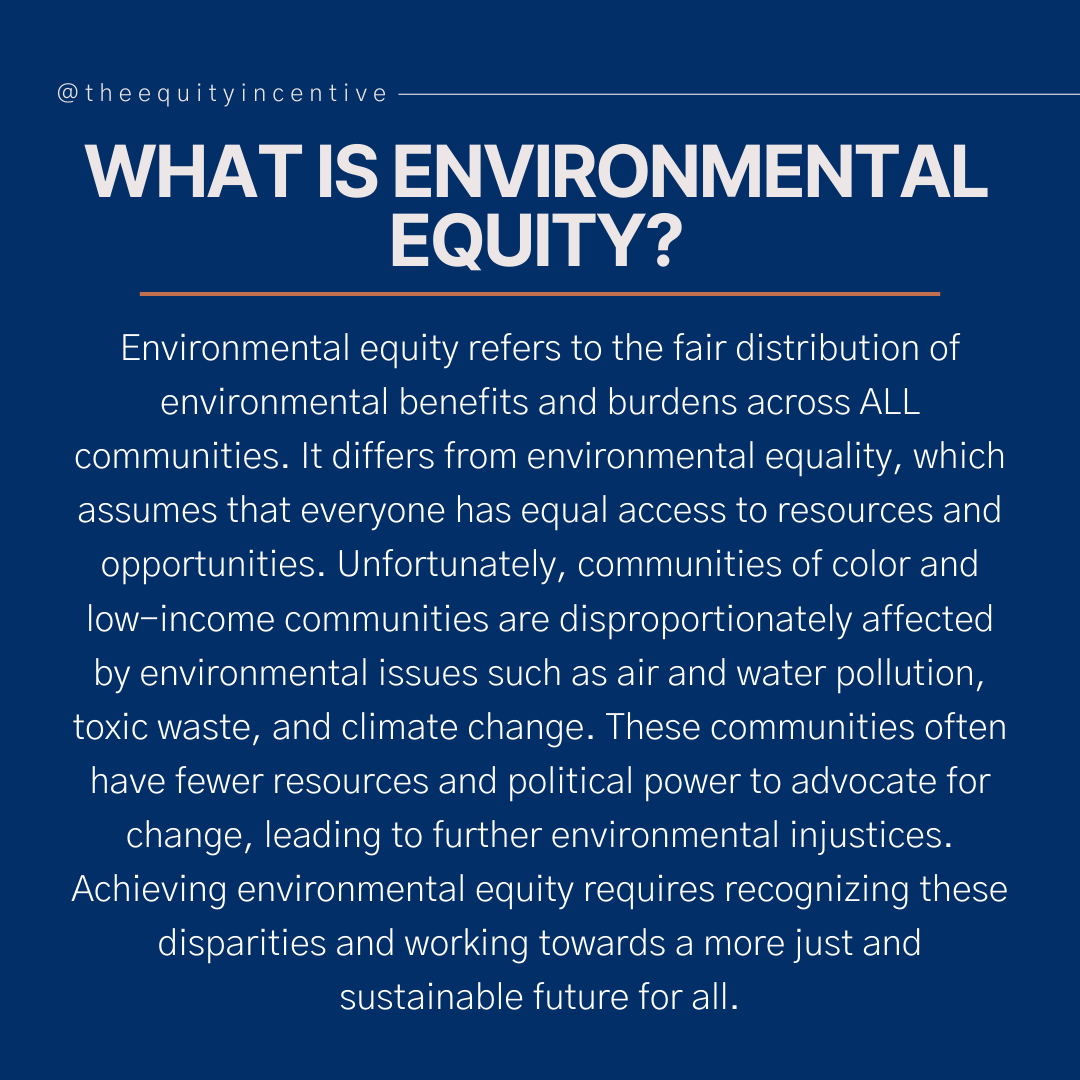 @theequityincentive
WHAT IS ENVIRONMENTAL
EQUITY?
Environmental equity refers to the fair distribution of
environmental benefits and burdens across ALL
communities. It differs from environmental equality, which
assumes that everyone has equal access to resources and
opportunities. Unfortunately, communities of color and
low-income communities are disproportionately affected
by environmental issues such as air and water pollution,
toxic waste, and climate change. These communities often
have fewer resources and political power to advocate for
change, leading to further environmental injustices.
Achieving environmental equity requires recognizing these
disparities and working towards a more just and
sustainable future for all.